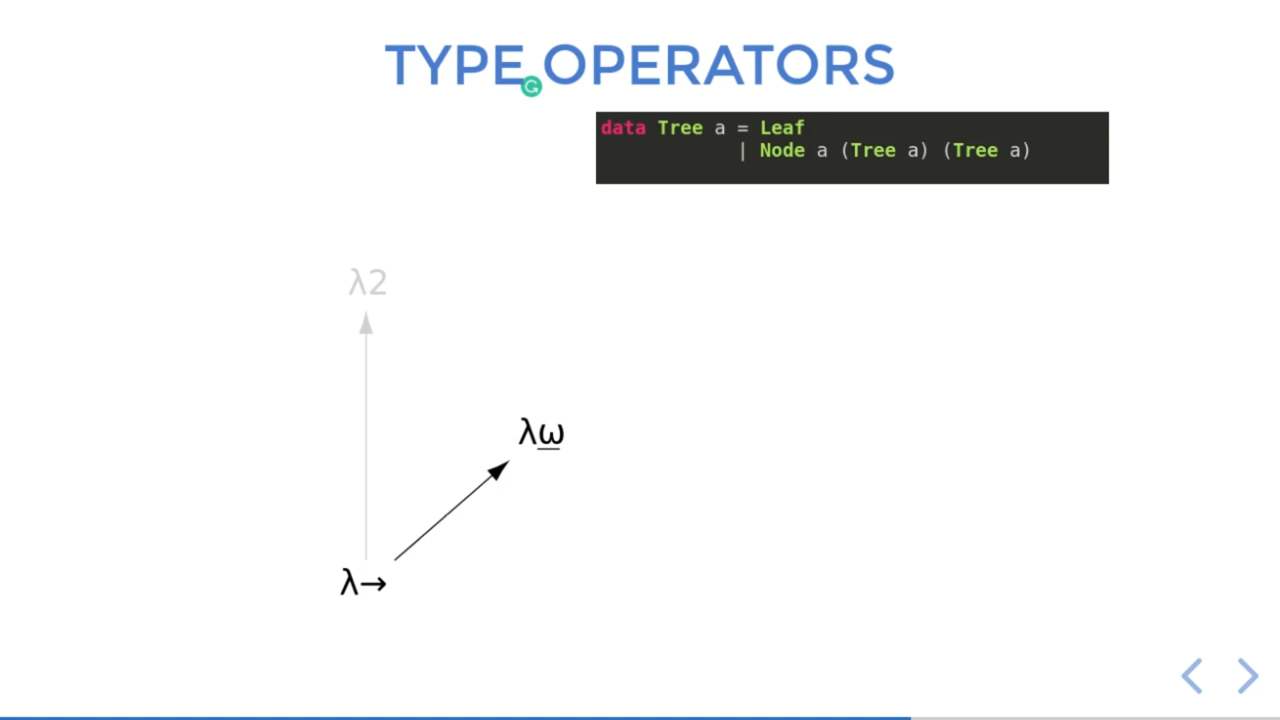 TYPE OPERATORS
data Tree a = Leaf
| Node a (Tree a) (Tree a)
λ2
λω
λ→